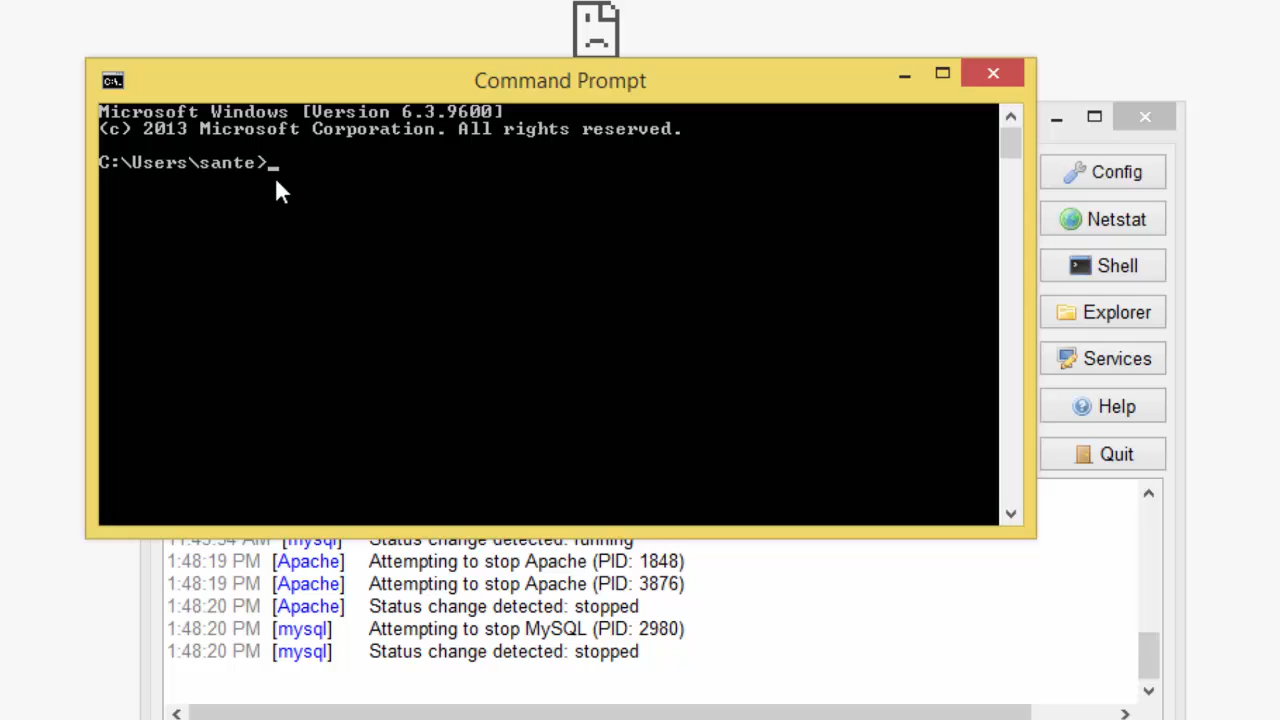 Command Prompt
Microsoft Windows [Version 6.3.9600]
(c) 2013 Microsoft Corporation. All rights reserved.
C:\Users\sante>_
Config
Netstat
Shell
Explorer
Services
Help
Quit
[mysql] Status change detected: running
1:48:19 PM [Apache] Attempting to stop Apache (PID: 1848)
1:48:19 PM [Apache] Attempting to stop Apache (PID: 3876)
1:48:20 PM [Apache] Status change detected: stopped
1:48:20 PM [mysql] Attempting to stop MySQL (PID: 2980)
1:48:20 PM [mysql] Status change detected: stopped